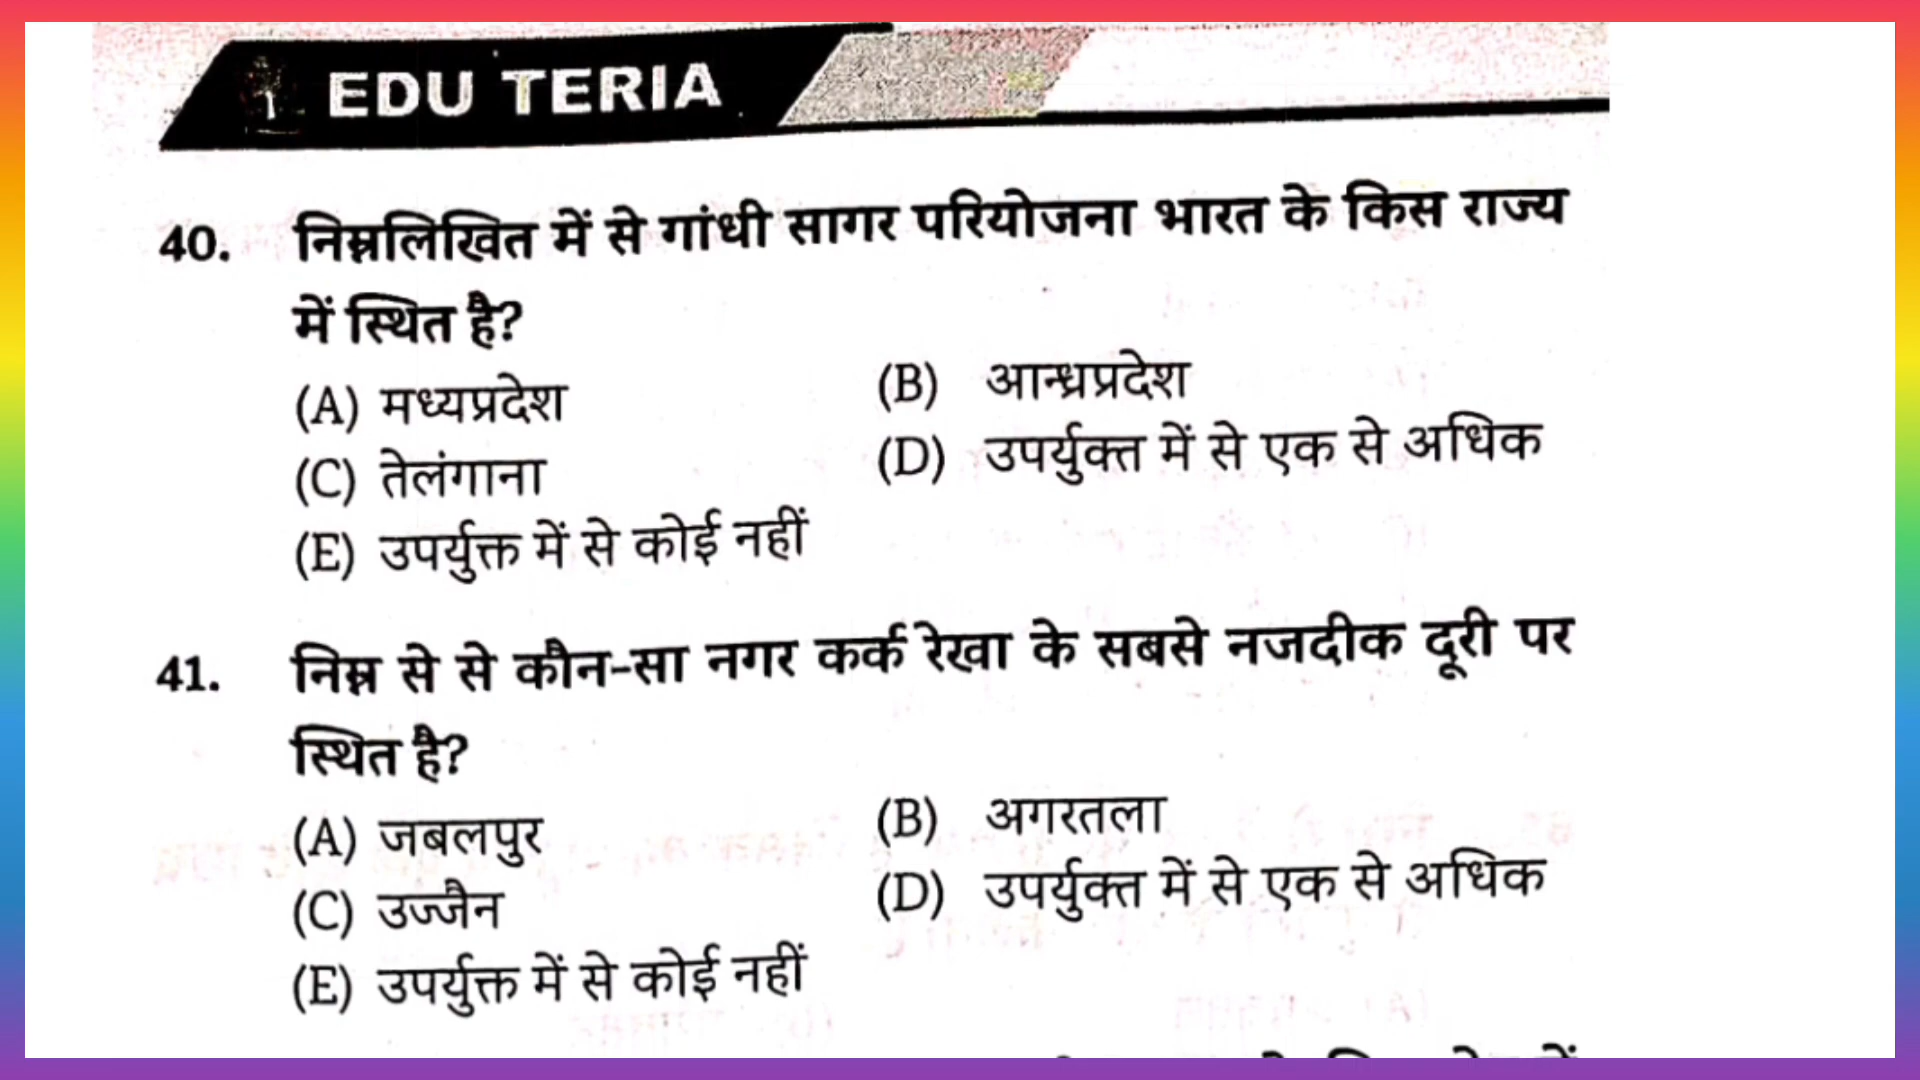 EDU TERIA
40. निम्नलिखित में से गांधी सागर परियोजना भारत के किस राज्य
में स्थित है?
(A) मध्यप्रदेश (B) आन्ध्रप्रदेश
(C) तेलंगाना (D) उपर्युक्त में से एक से अधिक
(E) उपर्युक्त में से कोई नहीं
41. निम्न से से कौन-सा नगर कर्क रेखा के सबसे नजदीक दूरी पर
स्थित है?
(A) जबलपुर (B) अगरतला
(C) उज्जैन (D) उपर्युक्त में से एक से अधिक
(E) उपर्युक्त में से कोई नहीं